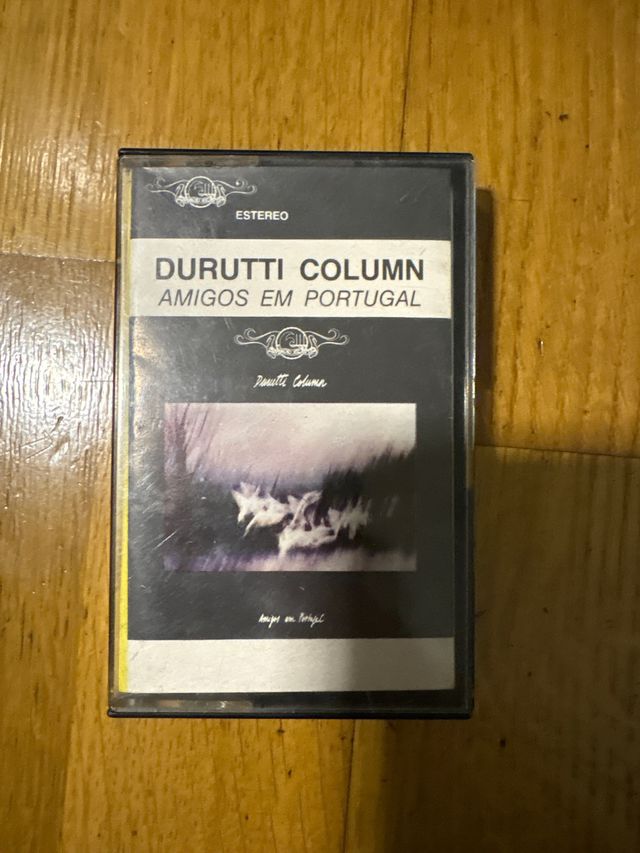 ESTEREO
DURUTTI COLUMN
AMIGOS EM PORTUGAL
Durutti Column
Amigos em Portugal